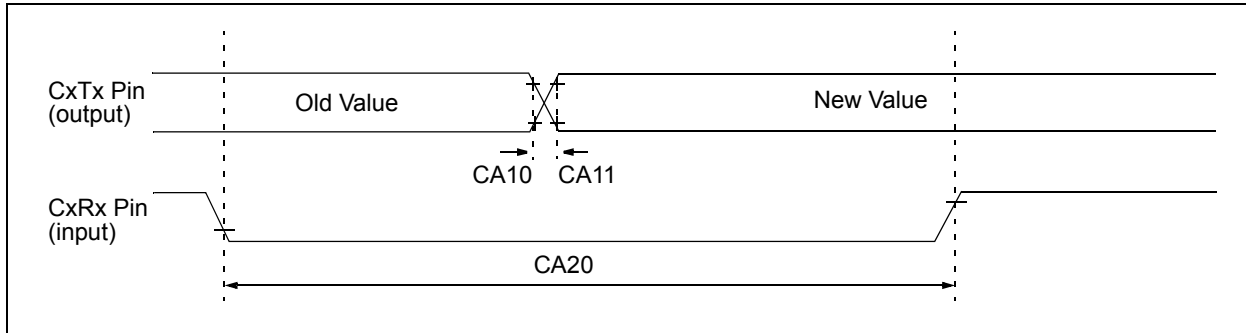 CxTx Pin
(output)
Old Value
New Value
CA10 CA11
CxRx Pin
(input)
CA20